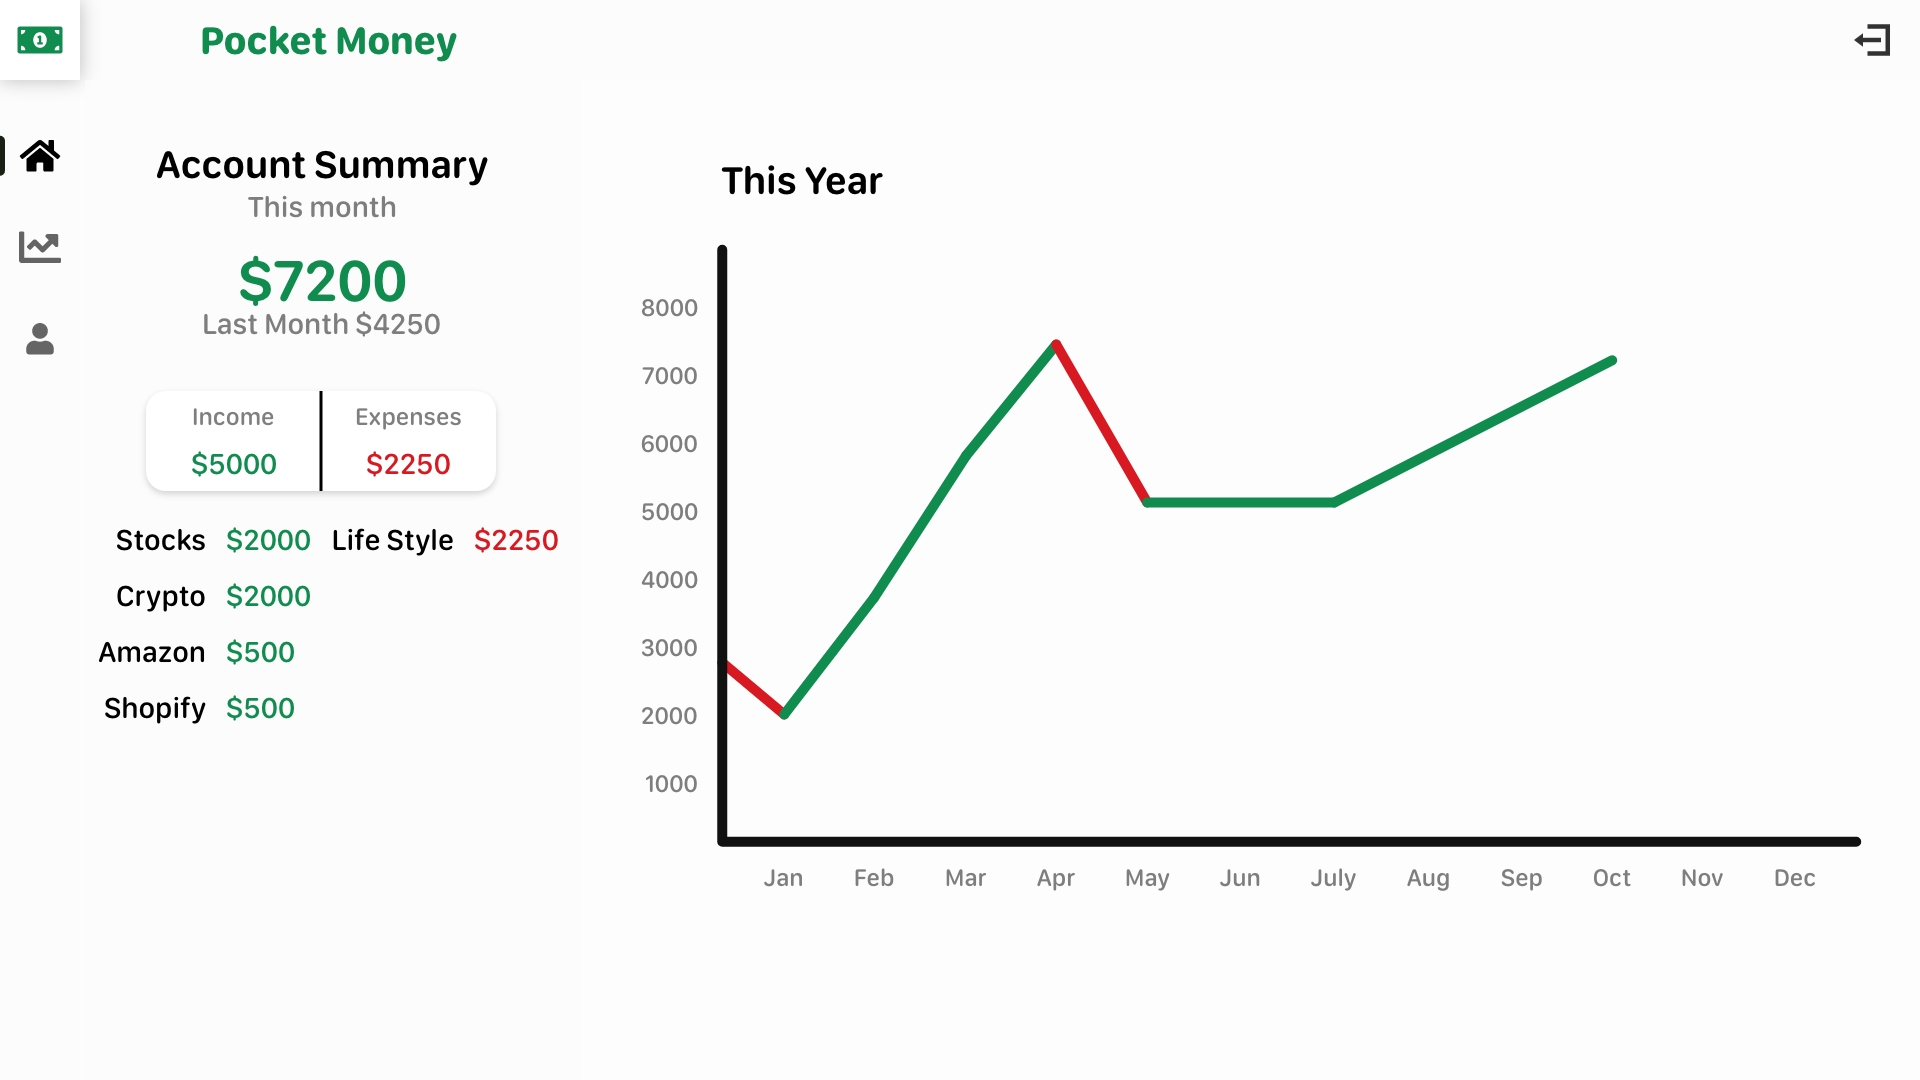 Pocket Money
Account Summary
This month
$7200
Last Month $4250
Income
$5000
Expenses
$2250
Stocks $2000
Crypto $2000
Amazon $500
Shopify $500
Life Style $2250
This Year
8000
7000
6000
5000
4000
3000
2000
1000
Jan Feb Mar Apr May Jun July Aug Sep Oct Nov Dec